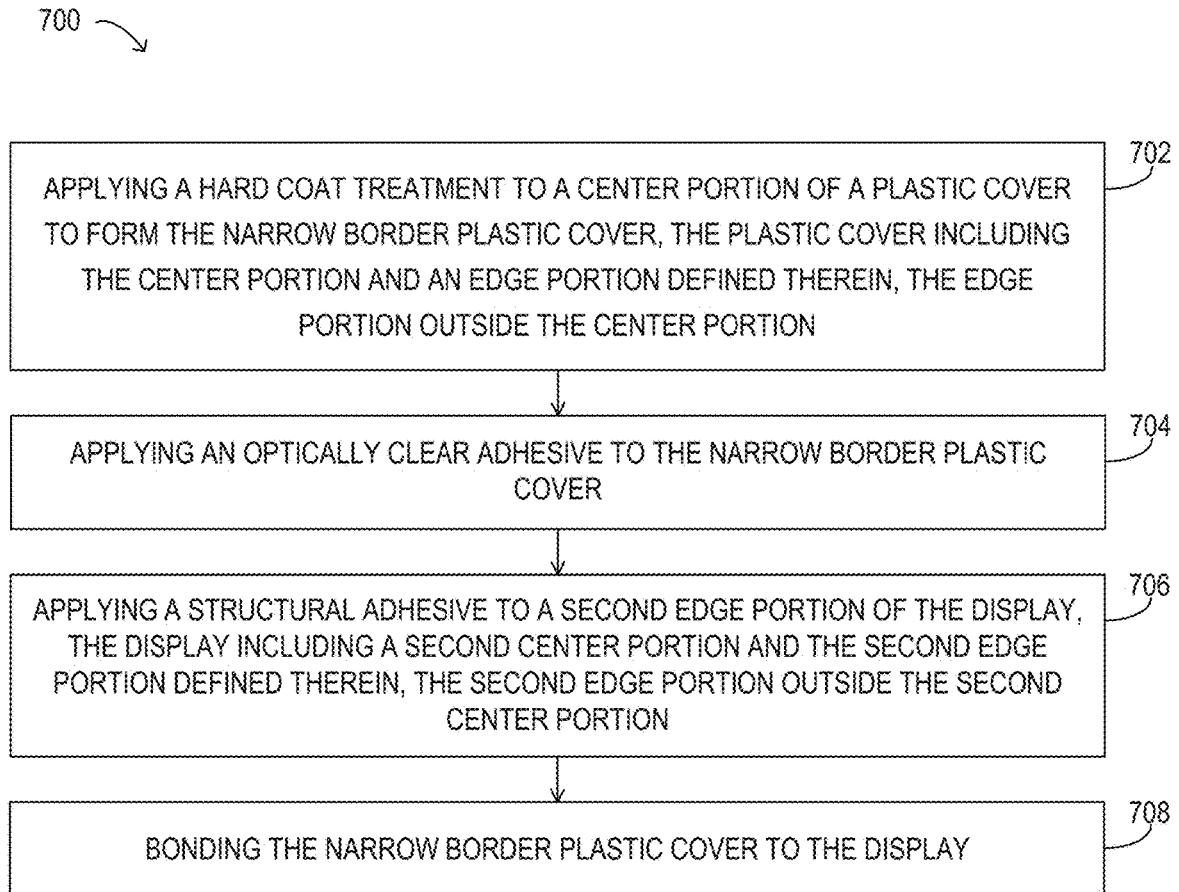 700
702
APPLYING A HARD COAT TREATMENT TO A CENTER PORTION OF A PLASTIC COVER
TO FORM THE NARROW BORDER PLASTIC COVER, THE PLASTIC COVER INCLUDING
THE CENTER PORTION AND AN EDGE PORTION DEFINED THEREIN, THE EDGE
PORTION OUTSIDE THE CENTER PORTION
704
APPLYING AN OPTICALLY CLEAR ADHESIVE TO THE NARROW BORDER PLASTIC
COVER
706
APPLYING A STRUCTURAL ADHESIVE TO A SECOND EDGE PORTION OF THE DISPLAY,
THE DISPLAY INCLUDING A SECOND CENTER PORTION AND THE SECOND EDGE
PORTION DEFINED THEREIN, THE SECOND EDGE PORTION OUTSIDE THE SECOND
CENTER PORTION
708
BONDING THE NARROW BORDER PLASTIC COVER TO THE DISPLAY